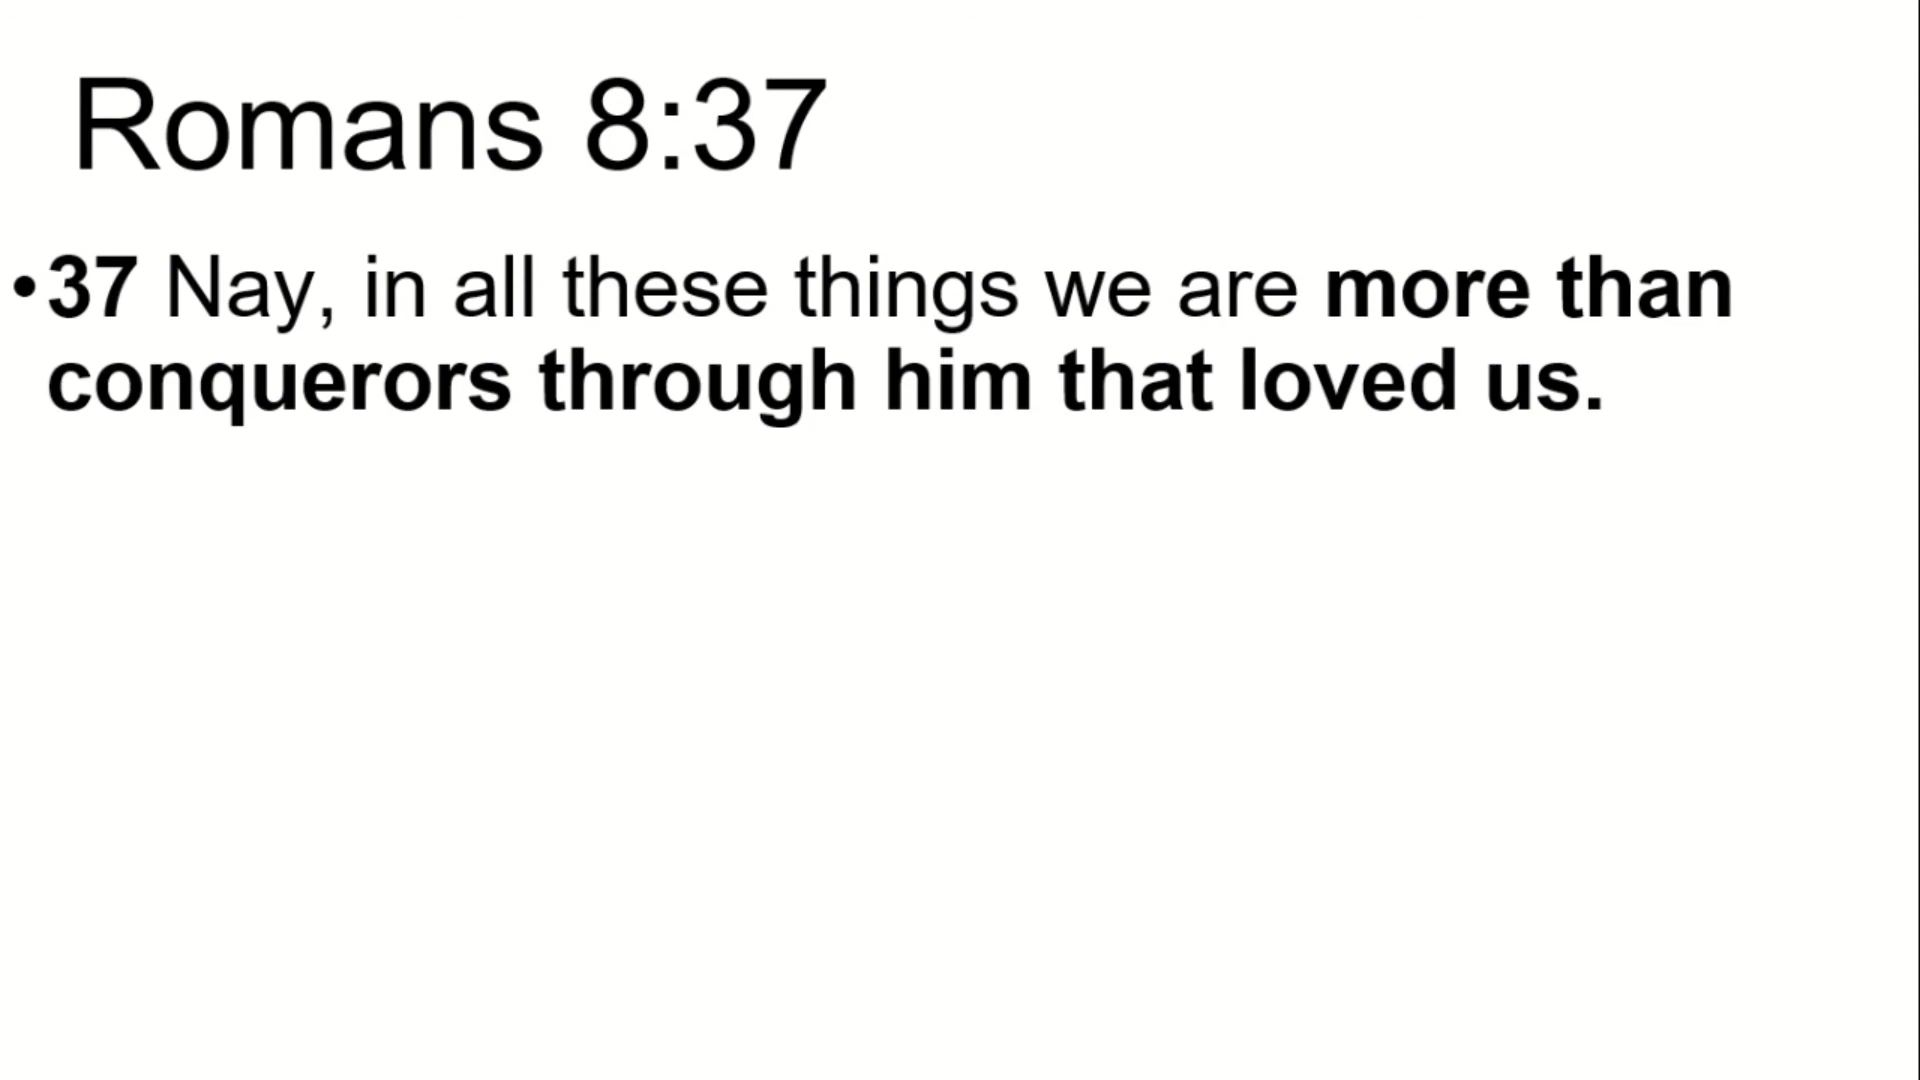 Romans 8:37
•37 Nay, in all these things we are more than
conquerors through him that loved us.